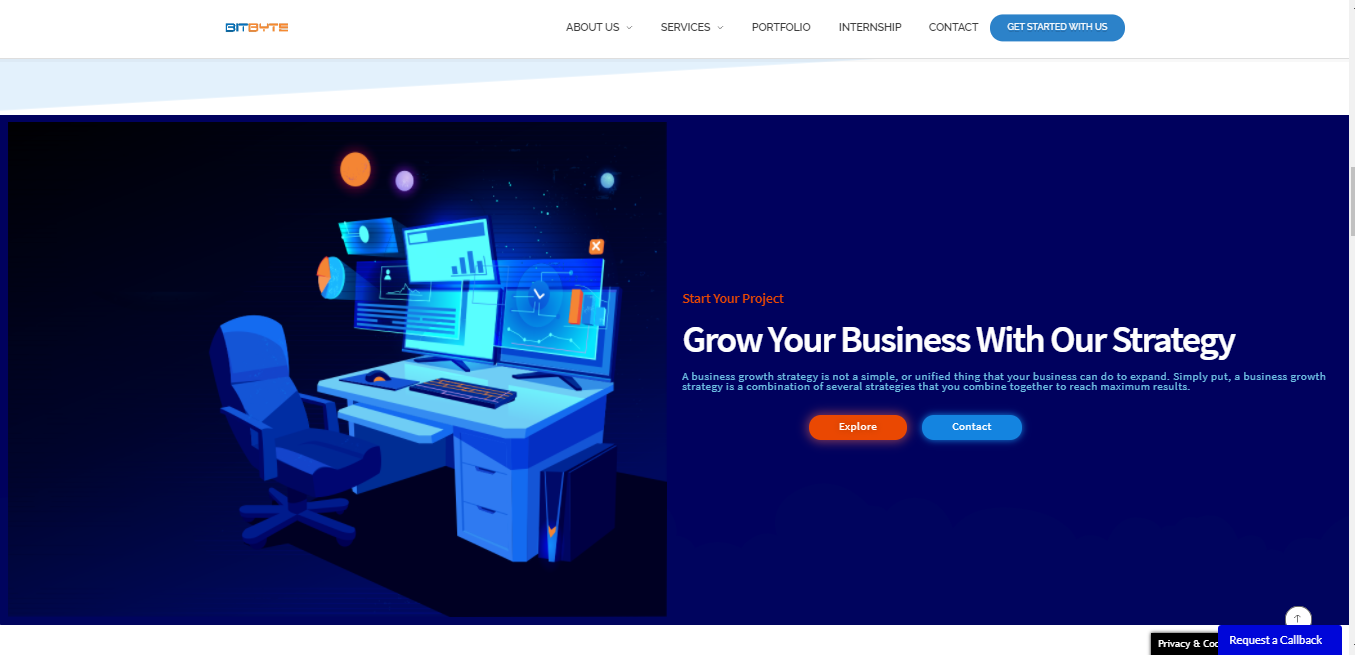 BITBYTE
ABOUT US
SERVICES
PORTFOLIO
INTERNSHIP
CONTACT
GET STARTED WITH US
Start Your Project
Grow Your Business With Our Strategy
A business growth strategy is not a simple, or unified thing that your business can do to expand. Simply put, a business growth
strategy is a combination of several strategies that you combine together to reach maximum results.
Explore
Contact
Privacy &
Request a Callback